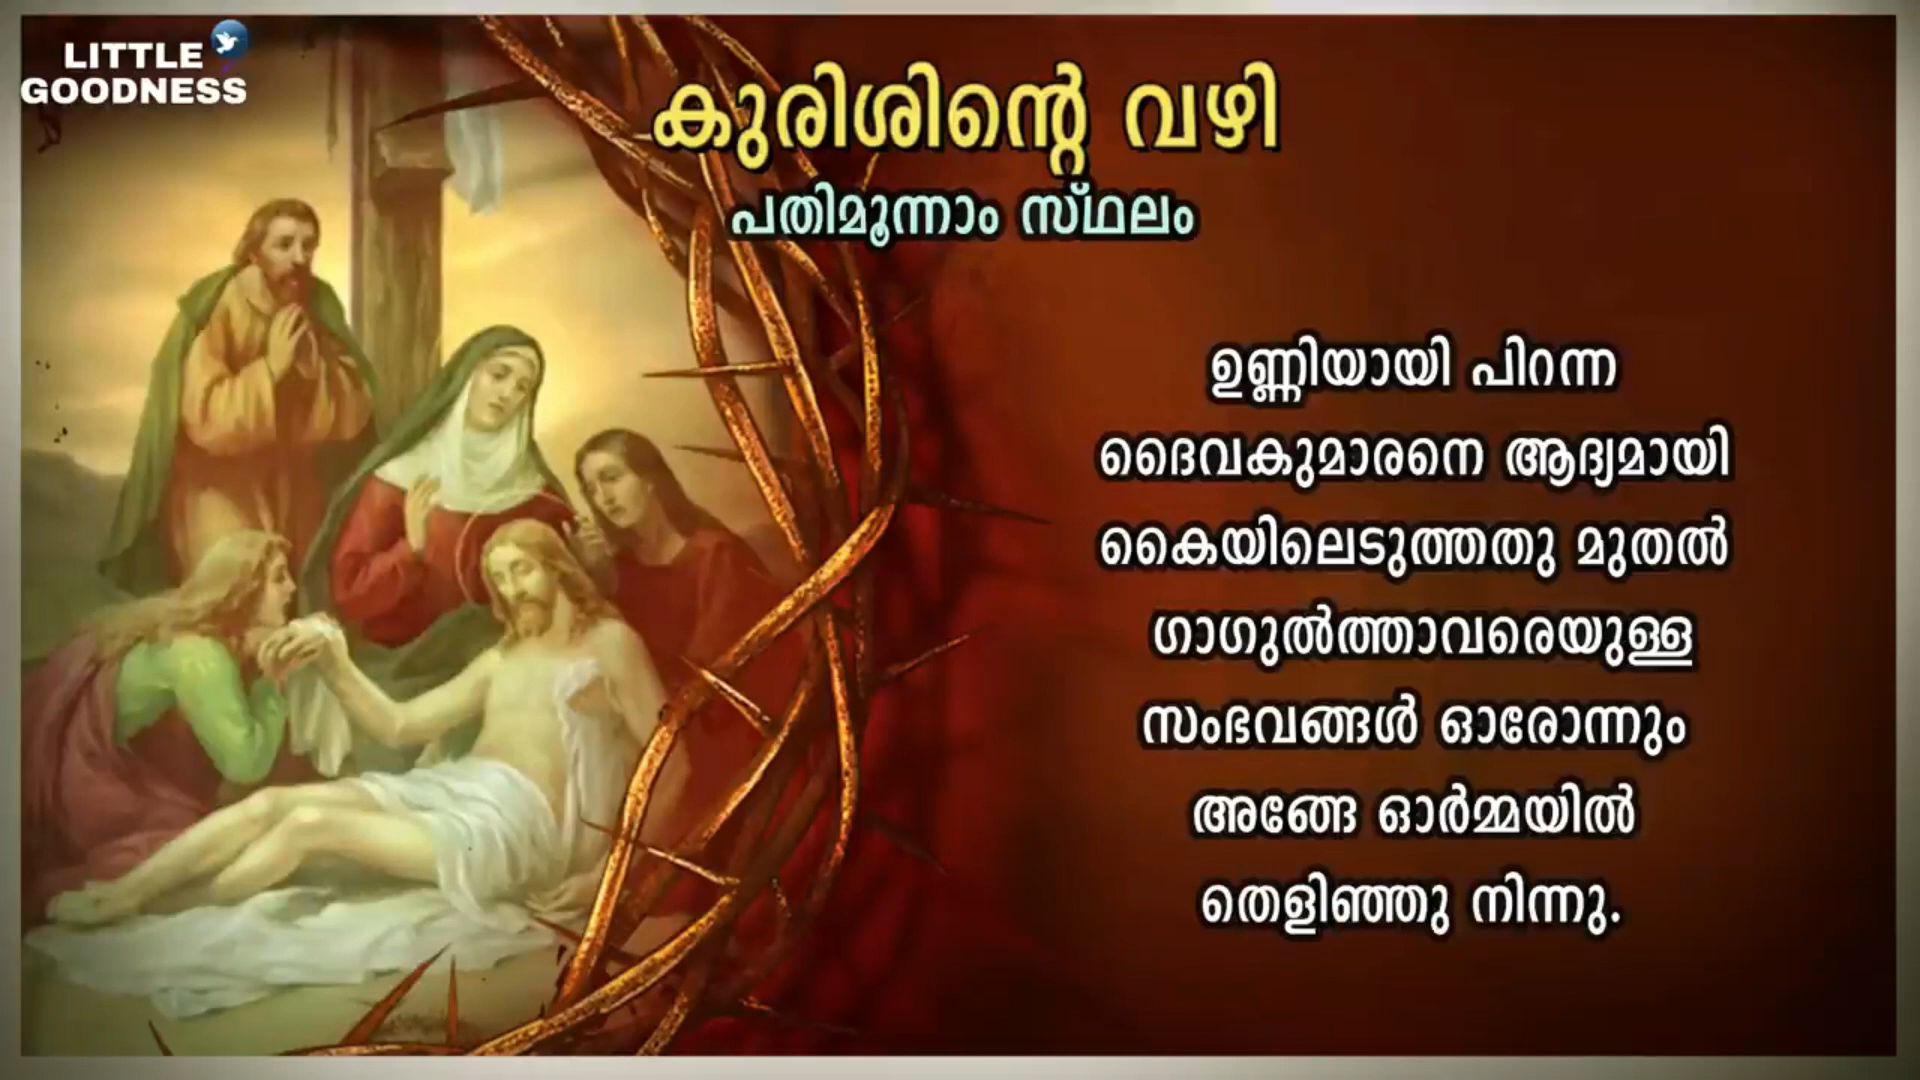 LITTLE
GOODNESS
കുരിശിന്റെ വഴി
പതിമൂന്നാം സ്ഥലം
ഉണ്ണിയായി പിറന്ന
ദൈവകുമാരനെ ആദ്യമായി
കൈയിലെടുത്തതു മുതൽ
ഗാഗുൽത്താവരെയുള്ള
സംഭവങ്ങൾ ഓരോന്നും
അങ്ങേ ഓർമ്മയിൽ
തെളിഞ്ഞു നിന്നു.